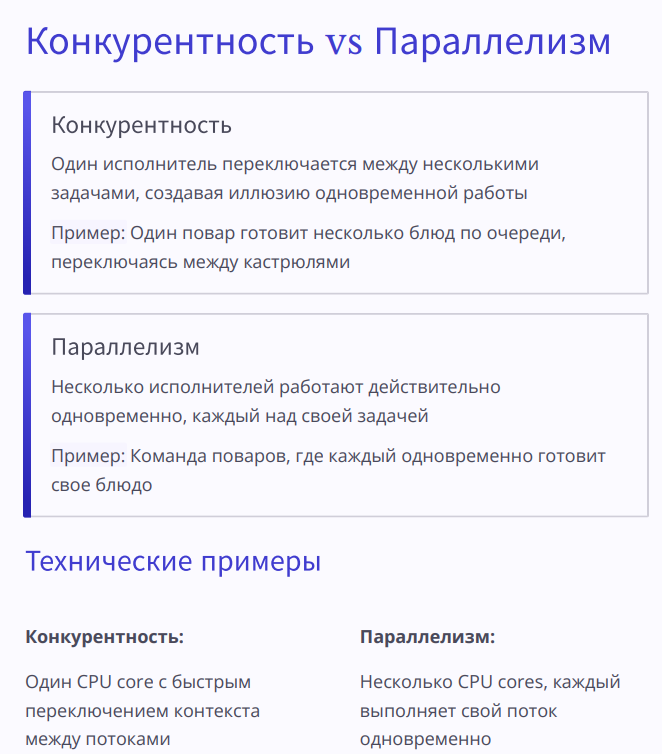 Конкурентность vs Параллелизм
Конкурентность
Один исполнитель переключается между несколькими
задачами, создавая иллюзию одновременной работы
Пример: Один повар готовит несколько блюд по очереди,
переключаясь между кастрюлями
Параллелизм
Несколько исполнителей работают действительно
одновременно, каждый над своей задачей
Пример: Команда поваров, где каждый одновременно готовит
свое блюдо
Технические примеры
Конкурентность:
Один CPU core с быстрым
переключением контекста
между потоками
Параллелизм:
Несколько CPU cores, каждый
выполняет свой поток
одновременно